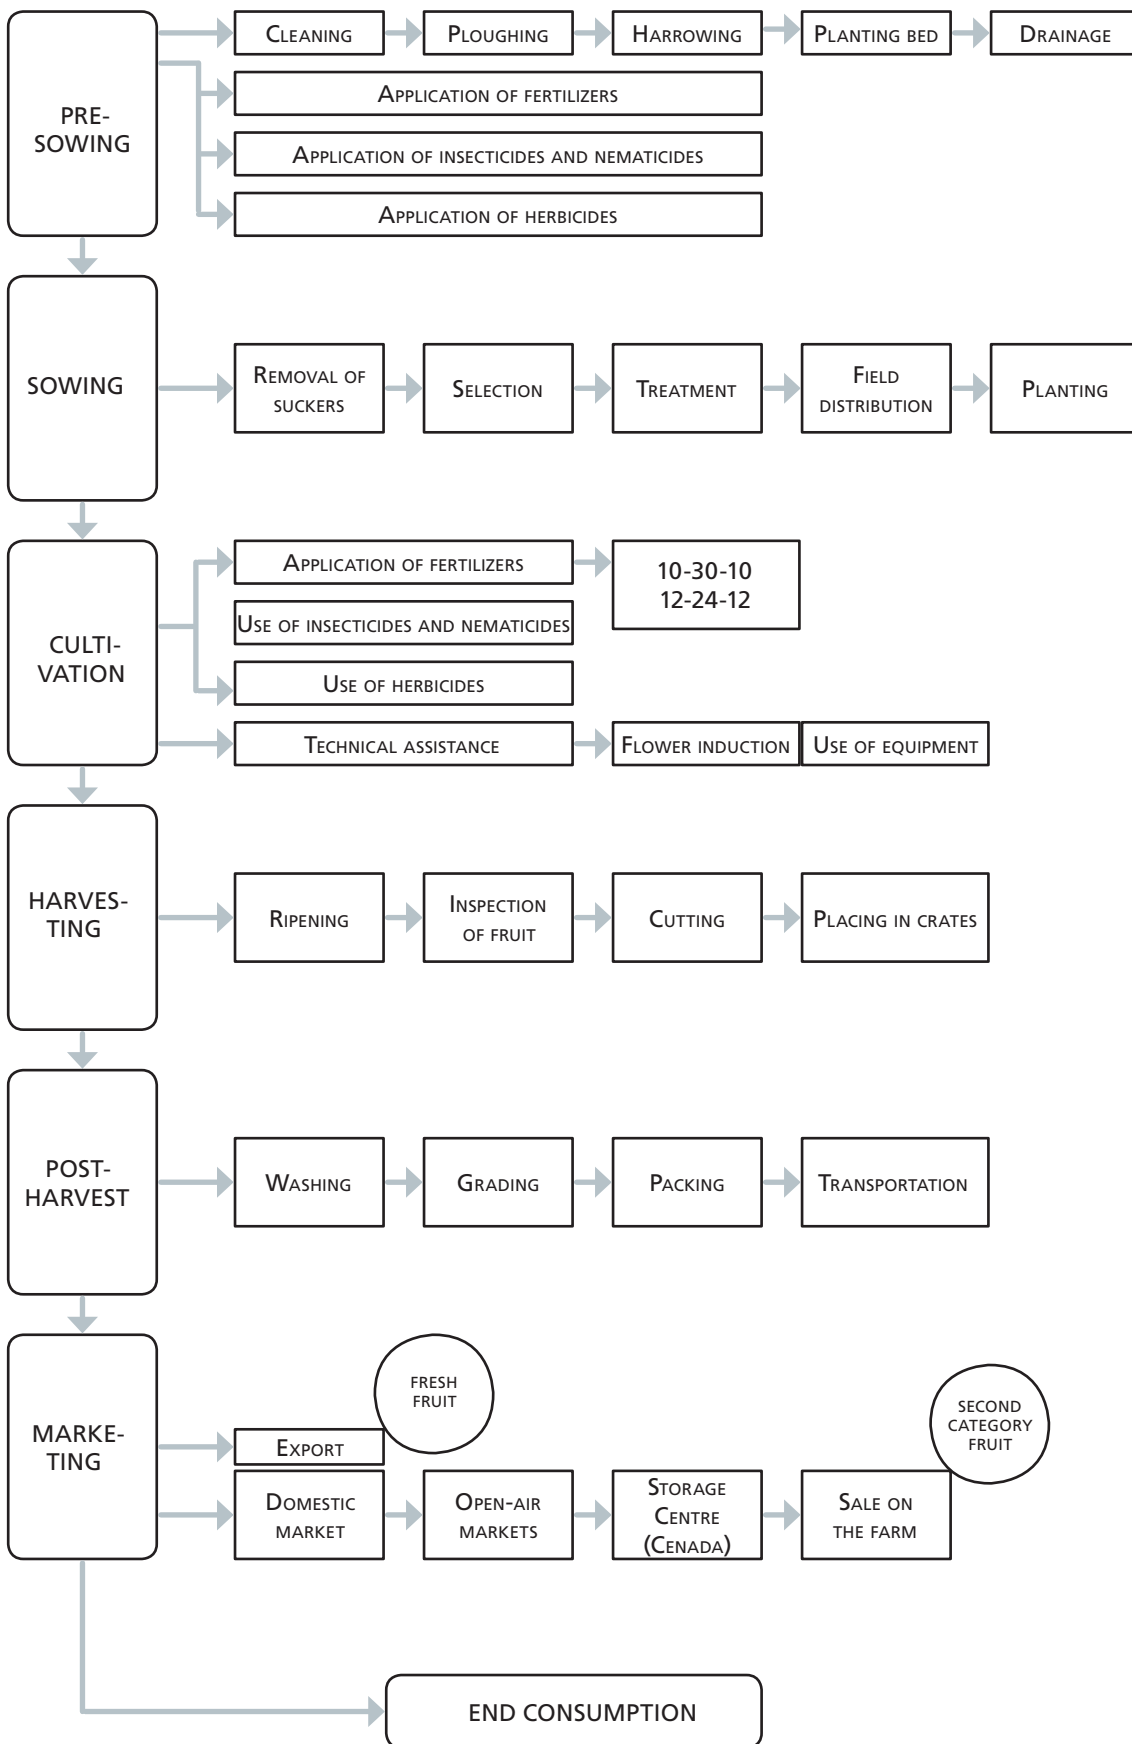 CLEANING
PLOUGHING
HARROWING
PLANTING BED
DRAINAGE
PRE-
SOWING
APPLICATION OF FERTILIZERS
APPLICATION OF INSECTICIDES AND NEMATICIDES
APPLICATION OF HERBICIDES
SOWING
REMOVAL OF
SUCKERS
SELECTION
TREATMENT
FIELD
DISTRIBUTION
PLANTING
CULTI-
VATION
APPLICATION OF FERTILIZERS
10-30-10
12-24-12
USE OF INSECTICIDES AND NEMATICIDES
USE OF HERBICIDES
TECHNICAL ASSISTANCE
FLOWER INDUCTION
USE OF EQUIPMENT
HARVES-
TING
RIPENING
INSPECTION
OF FRUIT
CUTTING
PLACING IN CRATES
POST-
HARVEST
WASHING
GRADING
PACKING
TRANSPORTATION
MARKE-
TING
FRESH
FRUIT
EXPORT
SECOND
CATEGORY
FRUIT
DOMESTIC
MARKET
OPEN-AIR
MARKETS
STORAGE
CENTRE
(CENADA)
SALE ON
THE FARM
END CONSUMPTION